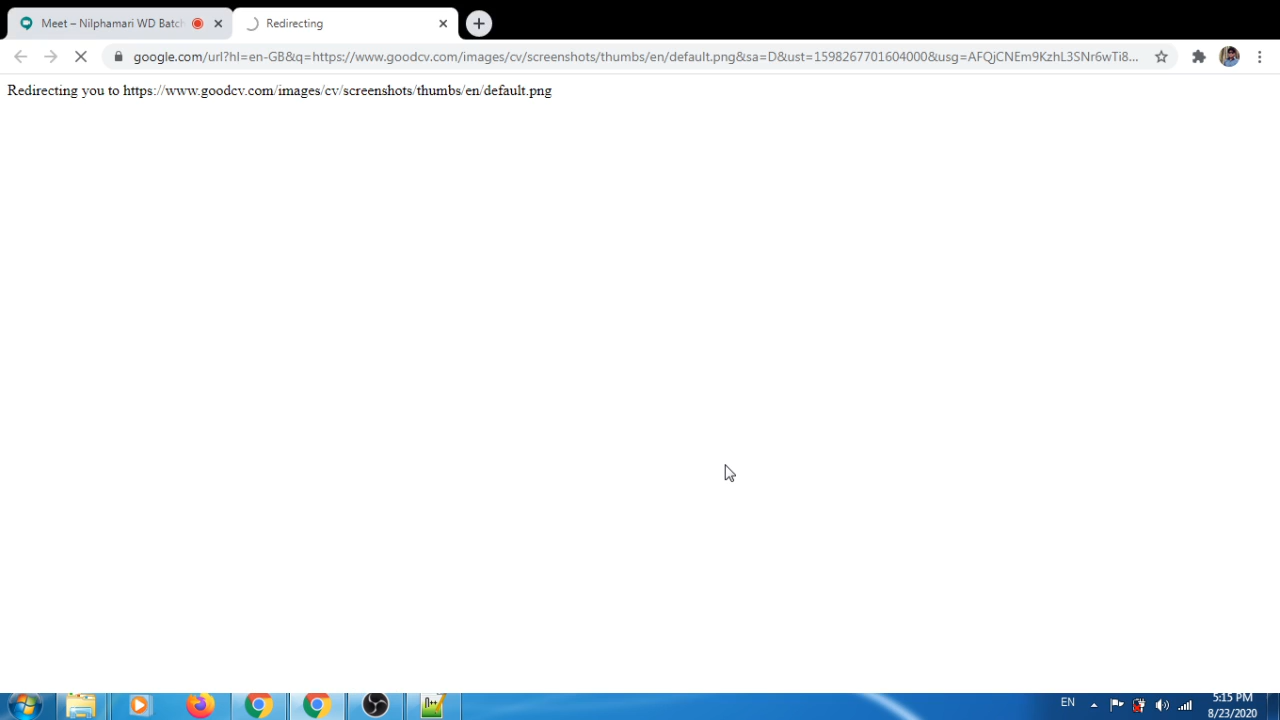 Meet – Nilphamari WD Batch
Redirecting
google.com/url?hl=en-GB&q=https://www.goodcv.com/images/cv/screenshots/thumbs/en/default.png&sa=D&ust=1598267701604000&usg=AFQjCNEm9KzhL3SNr6wTi8...
Redirecting you to https://www.goodcv.com/images/cv/screenshots/thumbs/en/default.png
EN
5:15 PM
8/23/2020